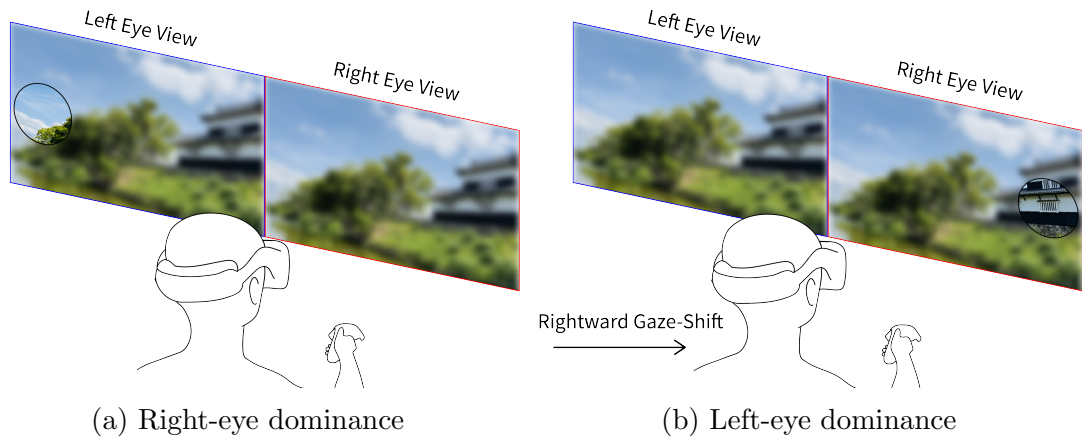 Left Eye View
Right Eye View
Left Eye View
Right Eye View
Rightward Gaze-Shift
(a) Right-eye dominance
(b) Left-eye dominance